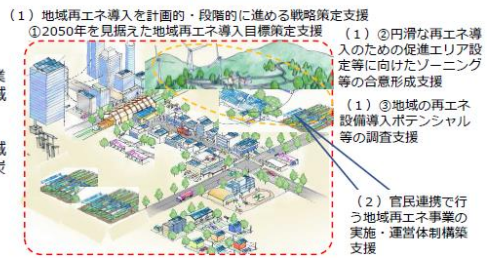 （１）地域再エネ導入を計画的・段階的に進める戦略策定支援
①2050年を見据えた地域再エネ導入目標策定支援
（１）②円滑な再エネ導
入のための促進エリア設
定等に向けたゾーニング
等の合意形成支援
（１）③地域の再エネ
設備導入ポテンシャル
等の調査支援
（２）官民連携で行
う地域再エネ事業の
実施・運営体制構築
支援
業
域
域
炭